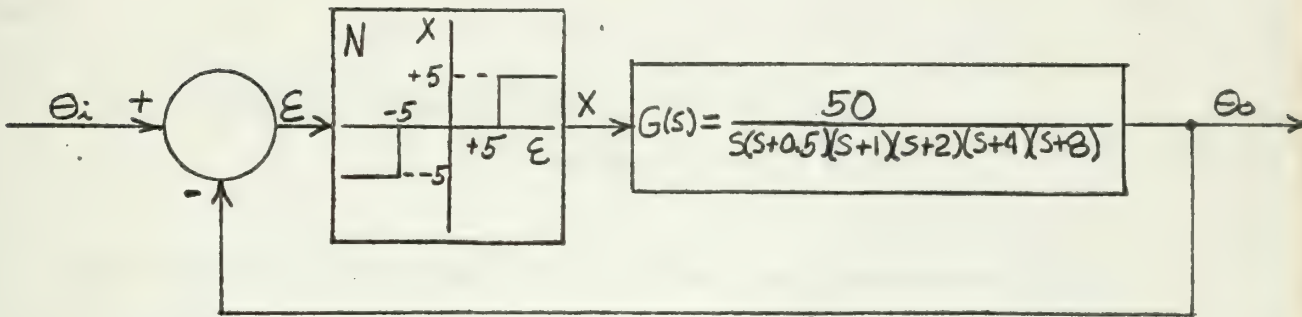 N X
+5
-5
+5 ε
--5
θi + ε X
G(S) = 50 / S(S+0.5)(S+1)(S+2)(S+4)(S+8)
θo
-